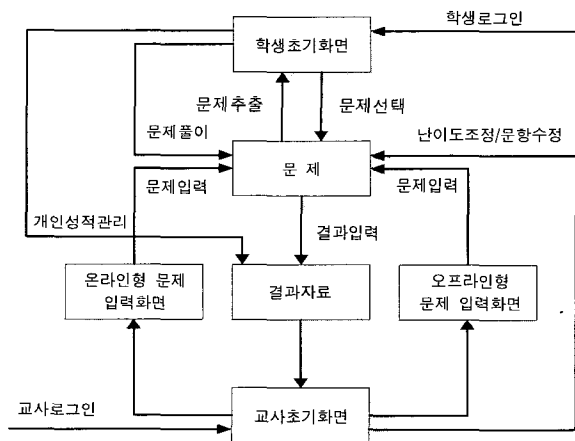 학생로그인
학생초기화면
문제추출
문제선택
문제풀이
난이도조정/문항수정
문 제
문제입력
문제입력
개인성적관리
결과입력
온라인형 문제
입력화면
결과자료
오프라인형
문제 입력화면
교사로그인
교사초기화면